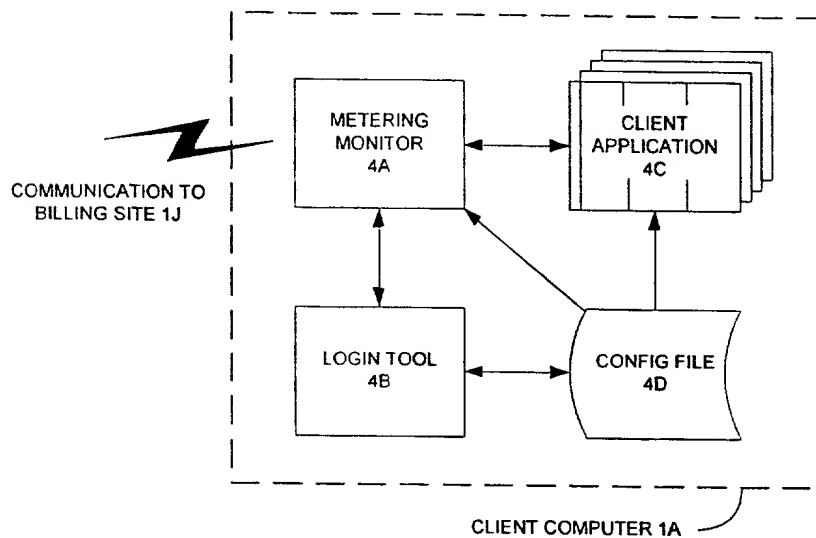 METERING
MONITOR
4A
CLIENT
APPLICATION
4C
COMMUNICATION TO
BILLING SITE 1J
LOGIN TOOL
4B
CONFIG FILE
4D
CLIENT COMPUTER 1A